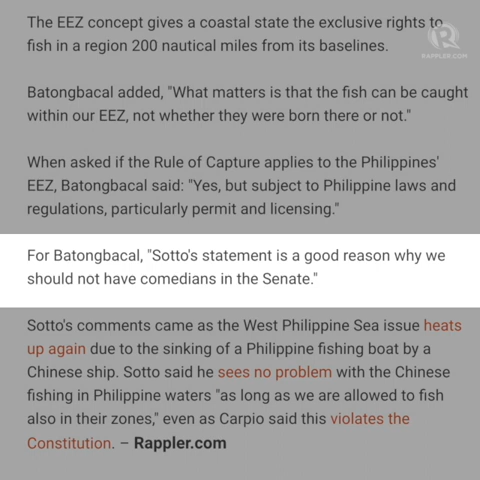 The EEZ concept gives a coastal state the exclusive rights to
fish in a region 200 nautical miles from its baselines.
RAPPLER.COM
Batongbacal added, "What matters is that the fish can be caught
within our EEZ, not whether they were born there or not."
When asked if the Rule of Capture applies to the Philippines'
EEZ, Batongbacal said: "Yes, but subject to Philippine laws and
regulations, particularly permit and licensing."
For Batongbacal, "Sotto's statement is a good reason why we
should not have comedians in the Senate."
Sotto's comments came as the West Philippine Sea issue heats
up again due to the sinking of a Philippine fishing boat by a
Chinese ship. Sotto said he sees no problem with the Chinese
fishing in Philippine waters "as long as we are allowed to fish
also in their zones," even as Carpio said this violates the
Constitution. – Rappler.com